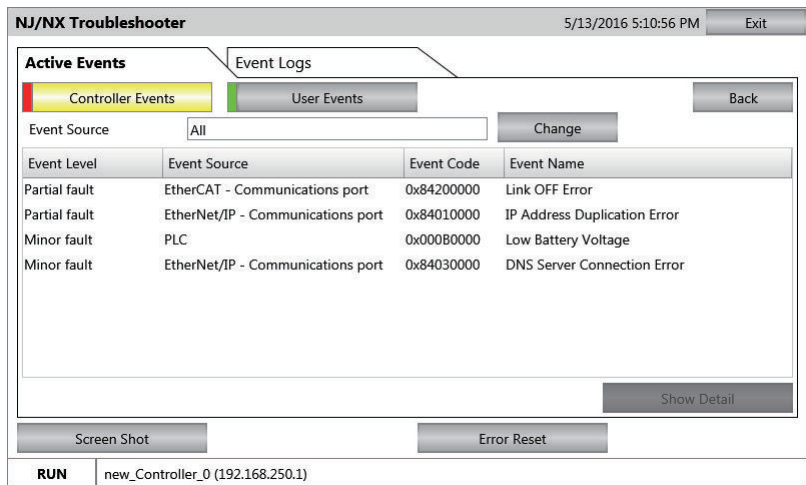 NJ/NX Troubleshooter 5/13/2016 5:10:56 PM Exit
Active Events Event Logs
Controller Events User Events Back
Event Source All Change
Event Level Event Source Event Code Event Name
Partial fault EtherCAT - Communications port 0x84200000 Link OFF Error
Partial fault EtherNet/IP - Communications port 0x84010000 IP Address Duplication Error
Minor fault PLC 0x000B0000 Low Battery Voltage
Minor fault EtherNet/IP - Communications port 0x84030000 DNS Server Connection Error
Show Detail
Screen Shot Error Reset
RUN new_Controller_0 (192.168.250.1)